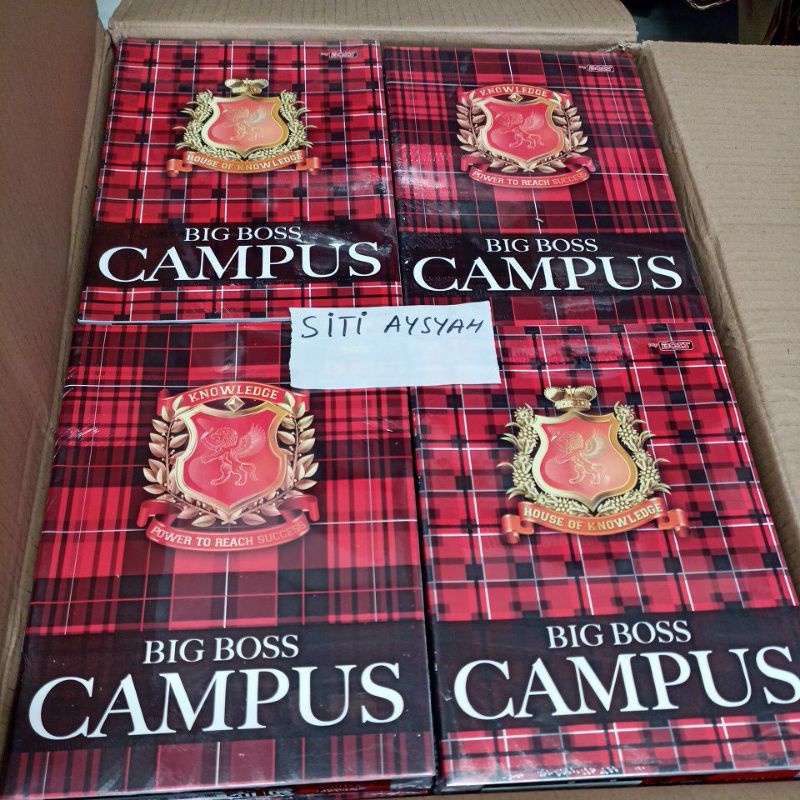 HOUSE OF KNOWLEDGE
BIG BOSS
CAMPUS
KNOWLEDGE
POWER TO REACH SUCCESS
BIG BOSS
CAMPUS
SITI AYSYAH
KNOWLEDGE
POWER TO REACH SUCCESS
BIG BOSS
CAMPUS
HOUSE OF KNOWLEDGE
BIG BOSS
CAMPUS